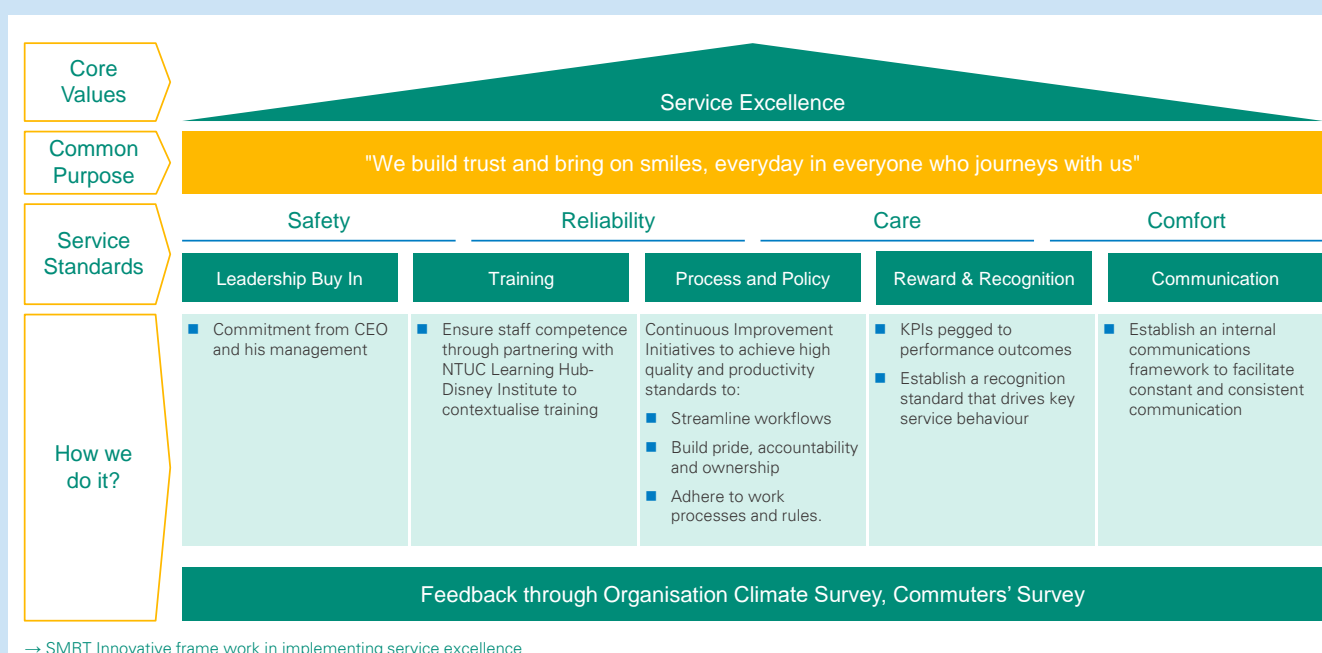 Core
Values
Service Excellence
Common
Purpose
"We build trust and bring on smiles, everyday in everyone who journeys with us"
Service
Standards
Safety
Reliability
Care
Comfort
Leadership Buy In
Training
Process and Policy
Reward & Recognition
Communication
How we
do it?
■ Commitment from CEO
and his management
■ Ensure staff competence
through partnering with
NTUC Learning Hub-
Disney Institute to
contextualise training
Continuous Improvement
Initiatives to achieve high
quality and productivity
standards to:
■ Streamline workflows
■ Build pride, accountability
and ownership
■ Adhere to work
processes and rules.
■ KPIs pegged to
performance outcomes
■ Establish a recognition
standard that drives key
service behaviour
■ Establish an internal
communications
framework to facilitate
constant and consistent
communication
Feedback through Organisation Climate Survey, Commuters’ Survey
→ SMRT Innovative frame work in implementing service excellence